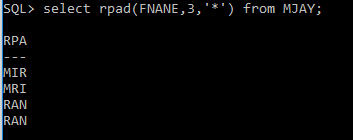 SQL> select rpad(FNANE,3,'*') from MJAY;
RPA
---
MIR
MRI
RAN
RAN